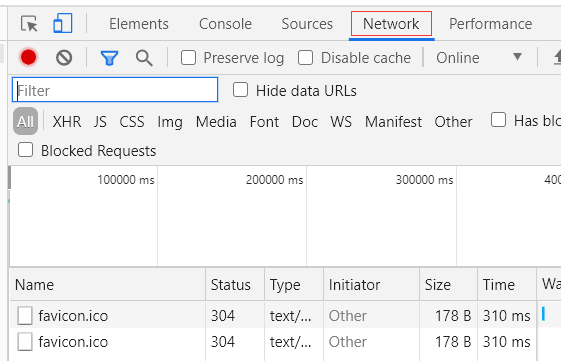 Elements Console Sources Network Performance
Preserve log Disable cache Online
Filter Hide data URLs
All XHR JS CSS Img Media Font Doc WS Manifest Other Has blo
Blocked Requests
100000 ms 200000 ms 300000 ms 400
Name Status Type Initiator Size Time Wa
favicon.ico 304 text/... Other 178 B 310 ms
favicon.ico 304 text/... Other 178 B 310 ms